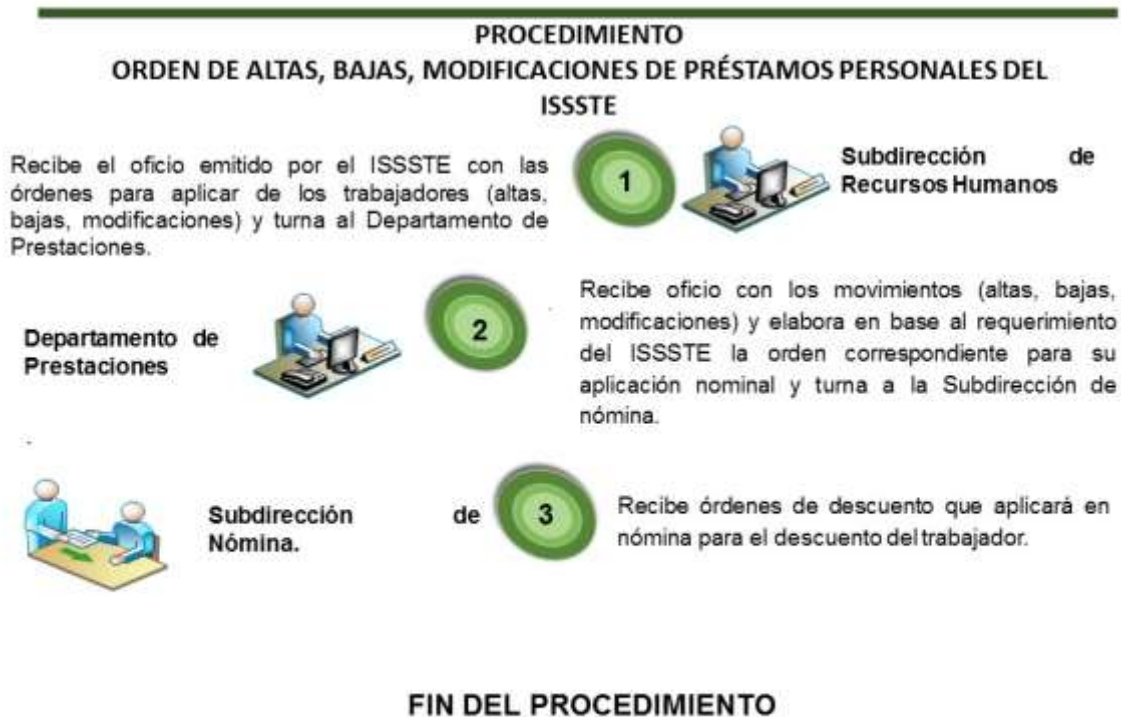 PROCEDIMIENTO
ORDEN DE ALTAS, BAJAS, MODIFICACIONES DE PRÉSTAMOS PERSONALES DEL
ISSSTE
Recibe el oficio emitido por el ISSSTE con las
órdenes para aplicar de los trabajadores (altas,
bajas, modificaciones) y turna al Departamento de
Prestaciones.
1
Subdirección de
Recursos Humanos
Departamento de
Prestaciones
2
Recibe oficio con los movimientos (altas, bajas,
modificaciones) y elabora en base al requerimiento
del ISSSTE la orden correspondiente para su
aplicación nominal y turna a la Subdirección de
nómina.
Subdirección de
Nómina.
3
Recibe órdenes de descuento que aplicará en
nómina para el descuento del trabajador.
FIN DEL PROCEDIMIENTO